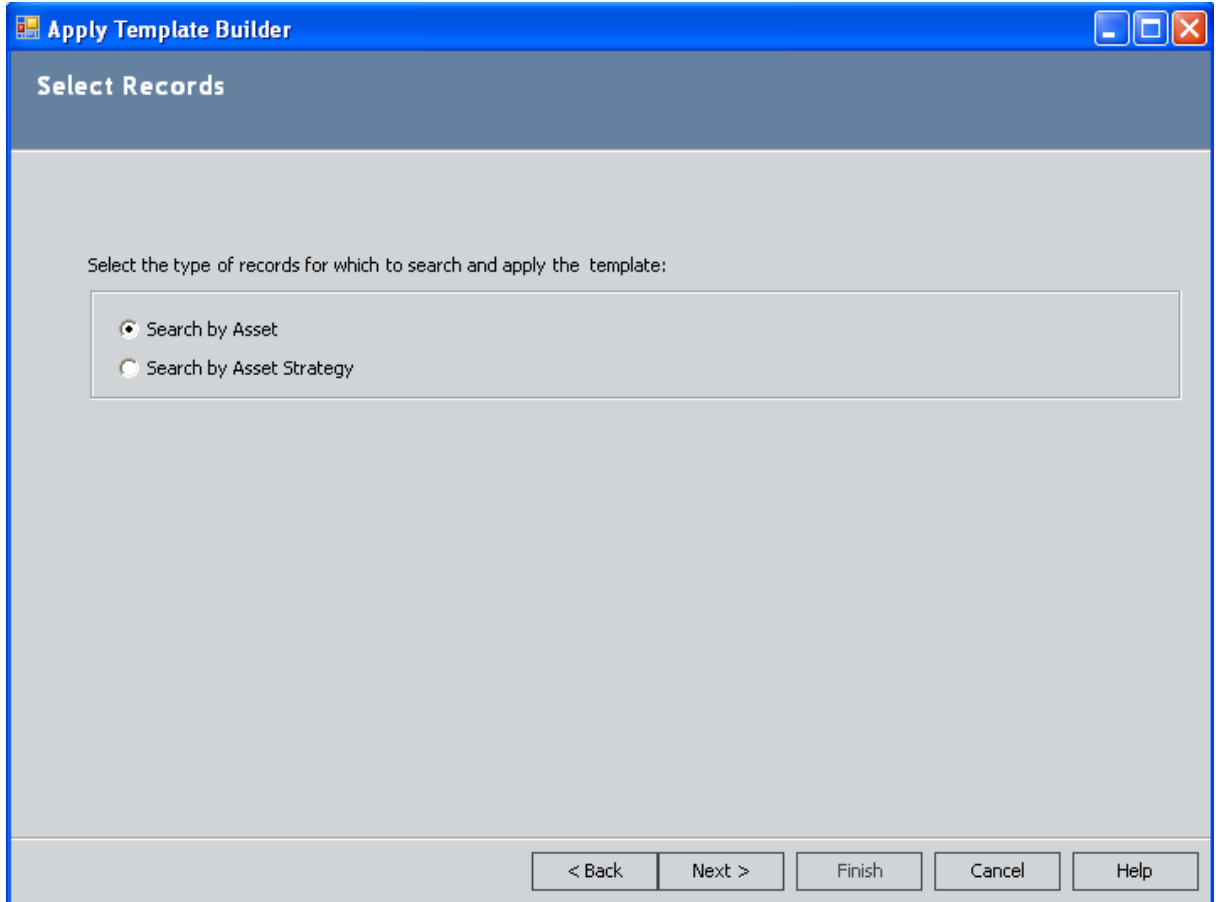 Apply Template Builder
Select Records
Select the type of records for which to search and apply the template:
Search by Asset
Search by Asset Strategy
< Back Next > Finish Cancel Help